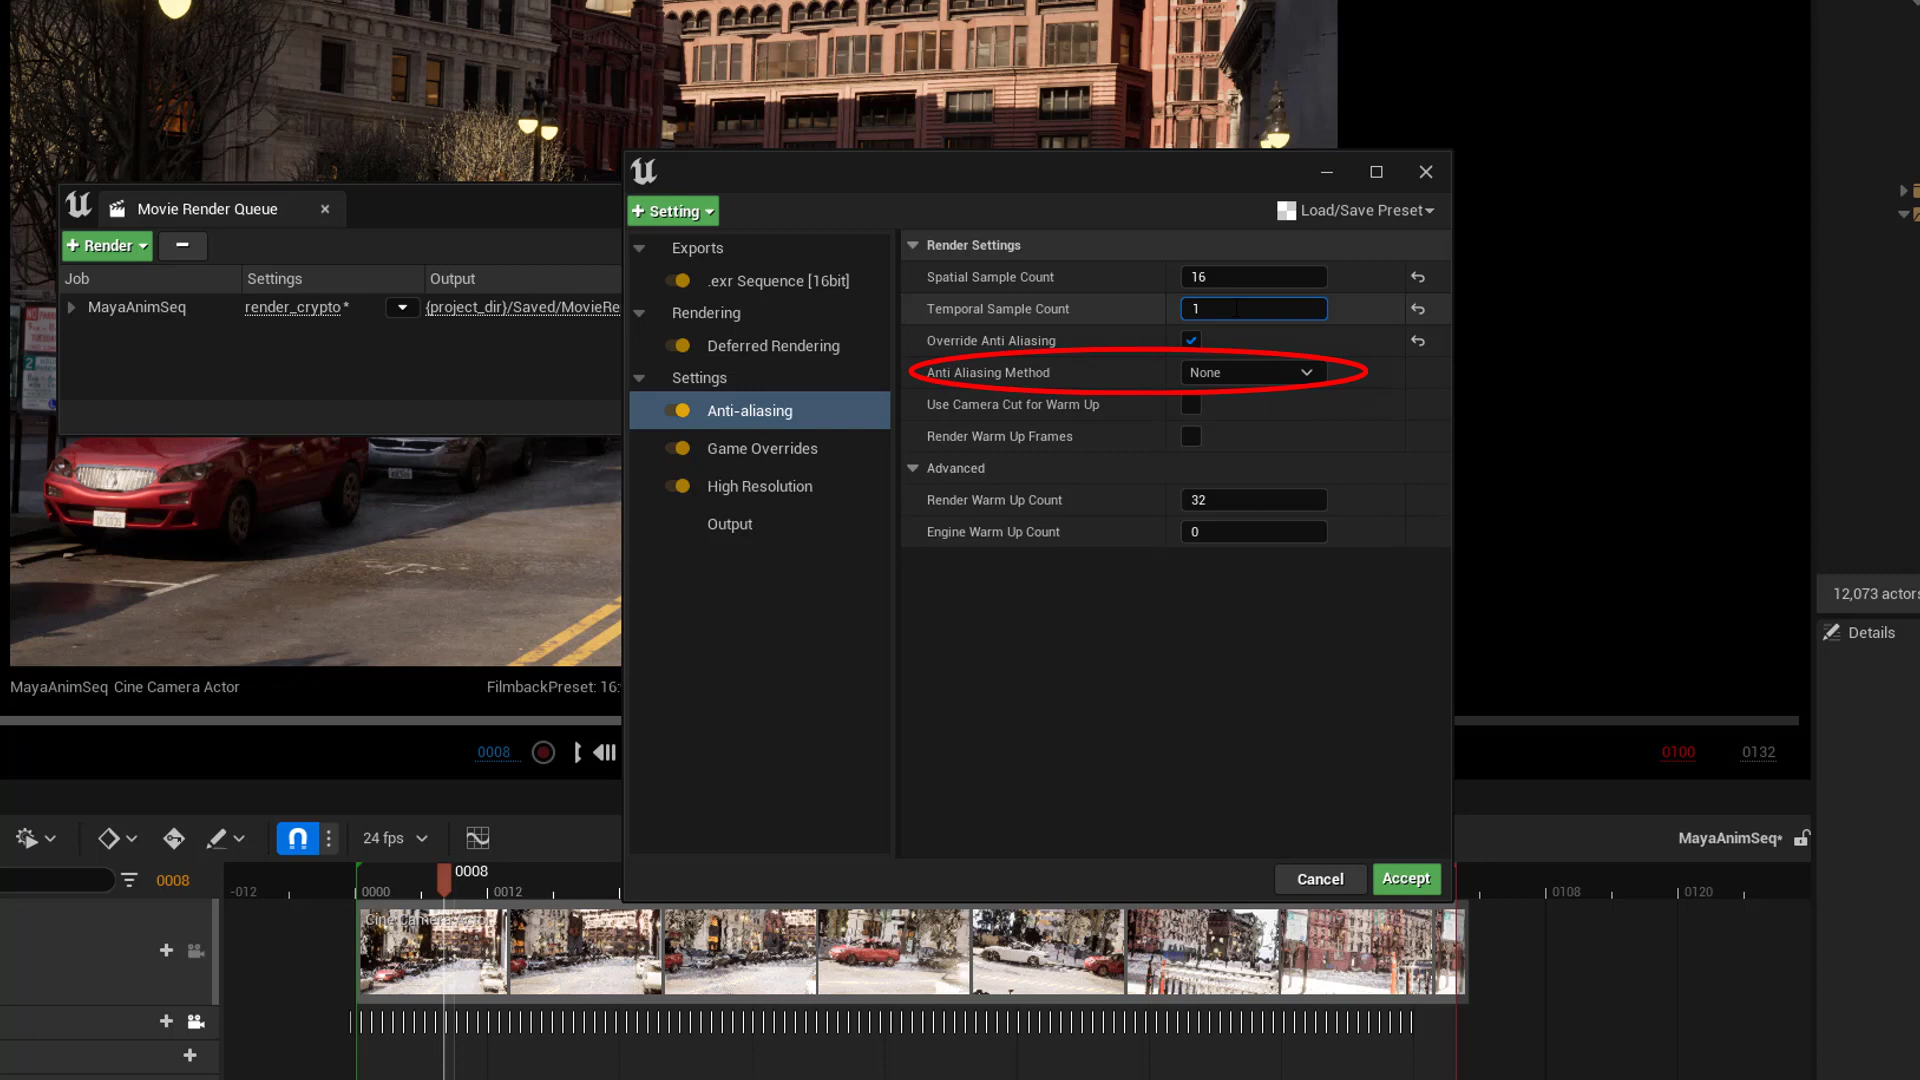 Movie Render Queue
Render
Job
Settings
Output
MayaAnimSeq
render_crypto*
{project_dir}/Saved/MovieRe
Setting
Load/Save Preset
Exports
.exr Sequence [16bit]
Rendering
Deferred Rendering
Settings
Anti-aliasing
Game Overrides
High Resolution
Output
Render Settings
Spatial Sample Count
16
Temporal Sample Count
1
Override Anti Aliasing
Anti Aliasing Method
None
Use Camera Cut for Warm Up
Render Warm Up Frames
Advanced
Render Warm Up Count
32
Engine Warm Up Count
0
Cancel
Accept
12,073 actors
Details
MayaAnimSeq Cine Camera Actor
FilmbackPreset: 16:
0008
0100
0132
24 fps
MayaAnimSeq*
0008
-012
0000
0008
0012
0108
0120
Cine Camera Actor